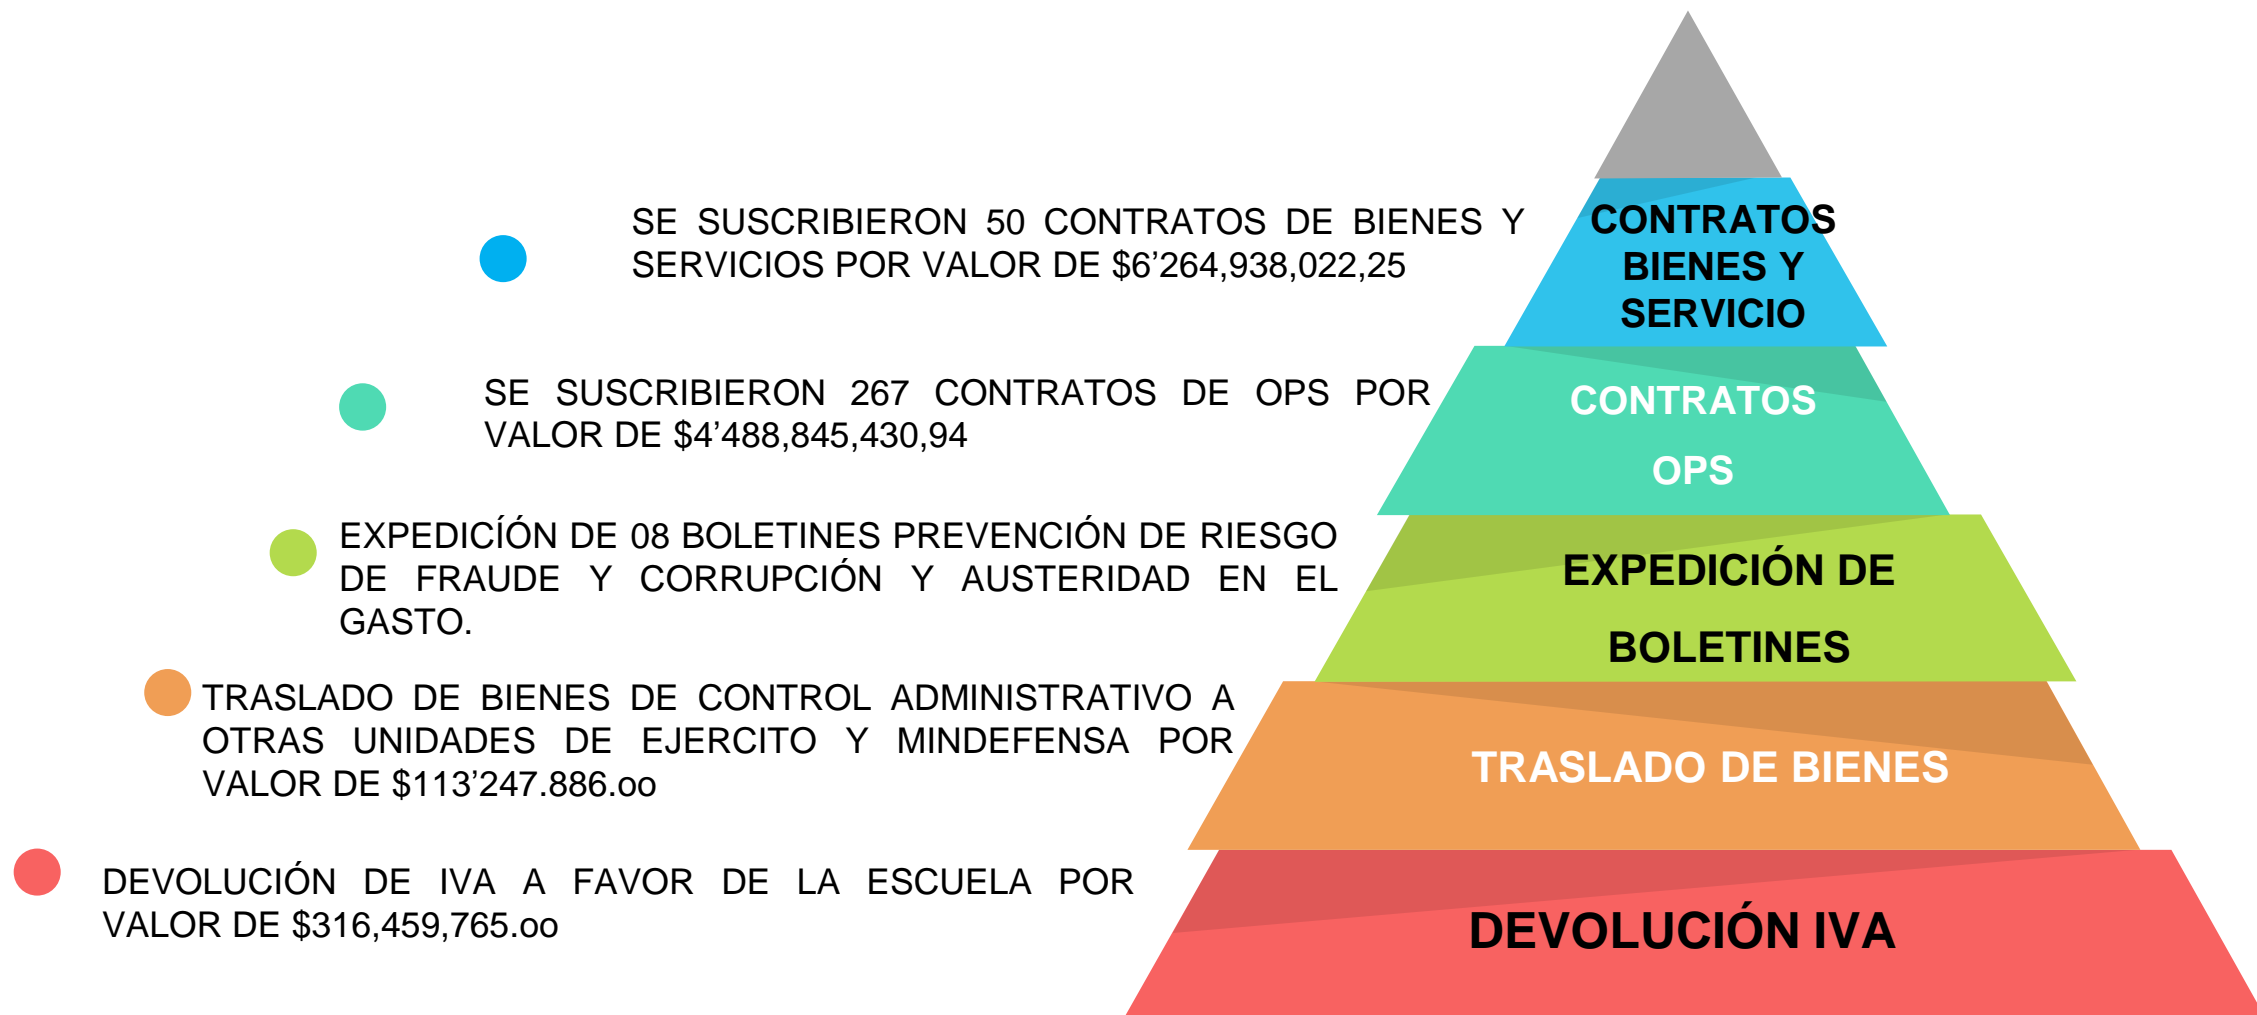 SE SUSCRIBIERON 50 CONTRATOS DE BIENES Y
SERVICIOS POR VALOR DE $6’264,938,022,25
CONTRATOS
BIENES Y
SERVICIO
SE SUSCRIBIERON 267 CONTRATOS DE OPS POR
VALOR DE $4’488,845,430,94
CONTRATOS
OPS
EXPEDICÍÓN DE 08 BOLETINES PREVENCIÓN DE RIESGO
DE FRAUDE Y CORRUPCIÓN Y AUSTERIDAD EN EL
GASTO.
EXPEDICIÓN DE
BOLETINES
TRASLADO DE BIENES DE CONTROL ADMINISTRATIVO A
OTRAS UNIDADES DE EJERCITO Y MINDEFENSA POR
VALOR DE $113’247.886.oo
TRASLADO DE BIENES
DEVOLUCIÓN DE IVA A FAVOR DE LA ESCUELA POR
VALOR DE $316,459,765.oo
DEVOLUCIÓN IVA